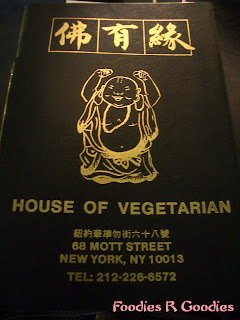 佛有緣
HOUSE OF VEGETARIAN
紐約華埠勿街六十八號
68 MOTT STREET
NEW YORK, NY 10013
TEL: 212-226-6572
Foodies R Goodies